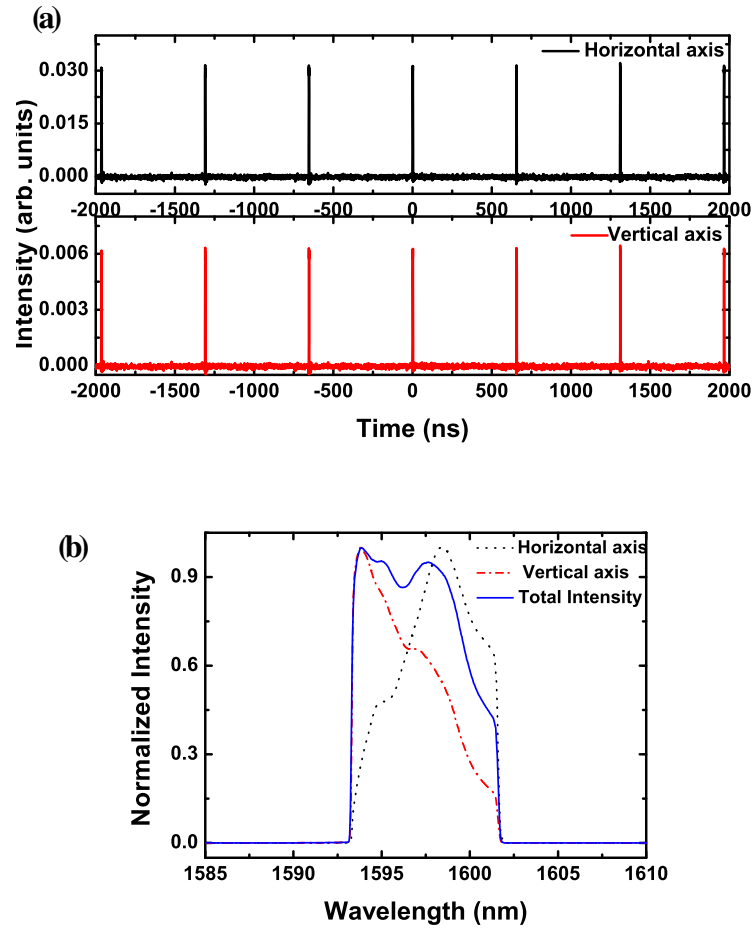 (a)
Horizontal axis
0.030
0.015
0.000
-2000 -1500 -1000 -500 0 500 1000 1500 2000
Vertical axis
0.006
0.003
0.000
-2000 -1500 -1000 -500 0 500 1000 1500 2000
Intensity (arb. units)
Time (ns)
(b)
Horizontal axis
Vertical axis
Total Intensity
0.9
0.6
0.3
0.0
Normalized Intensity
1585 1590 1595 1600 1605 1610
Wavelength (nm)